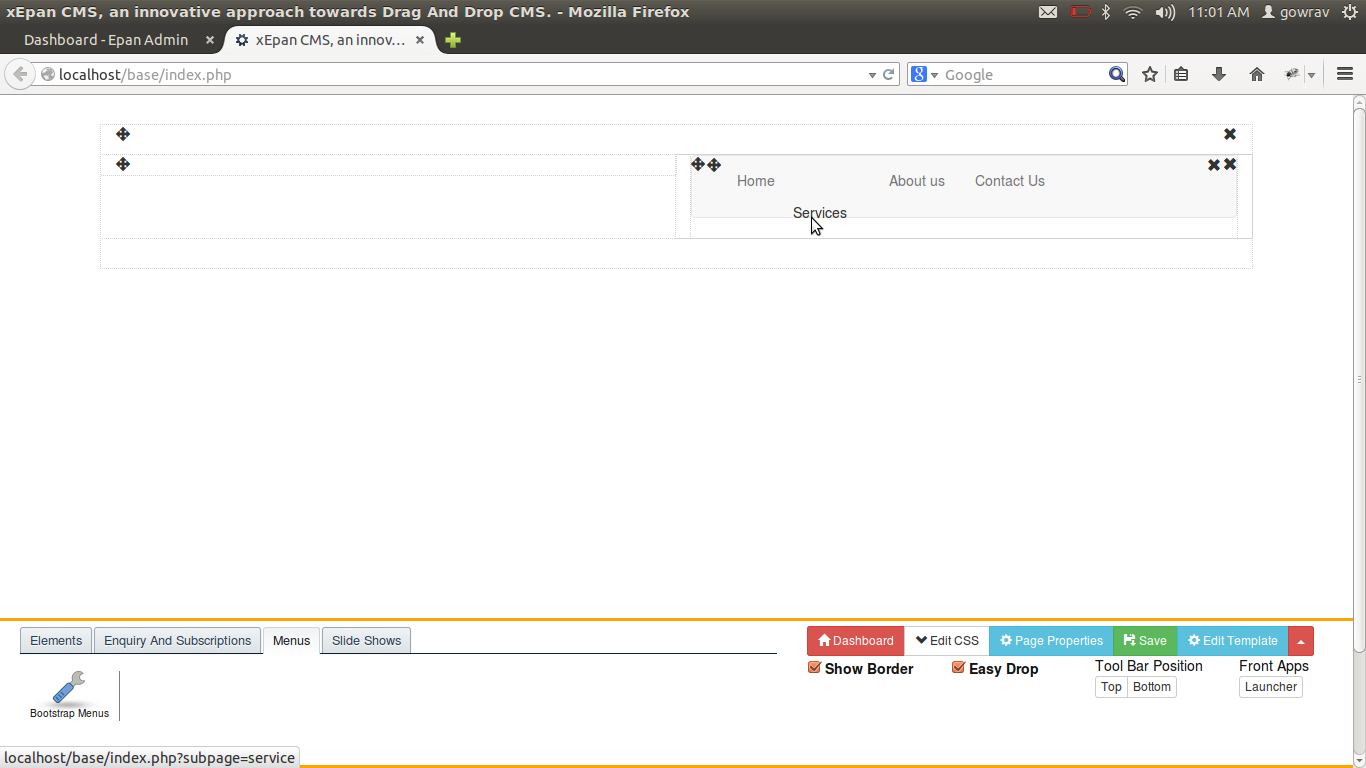 xEpan CMS, an innovative approach towards Drag And Drop CMS. - Mozilla Firefox
11:01 AM gowrav
Dashboard - Epan Admin
xEpan CMS, an innov...
localhost/base/index.php
Google
Home About us Contact Us
Services
Elements Enquiry And Subscriptions Menus Slide Shows
Dashboard Edit CSS Page Properties Save Edit Template
Show Border Easy Drop Tool Bar Position Front Apps
Top Bottom Launcher
Bootstrap Menus
localhost/base/index.php?subpage=service